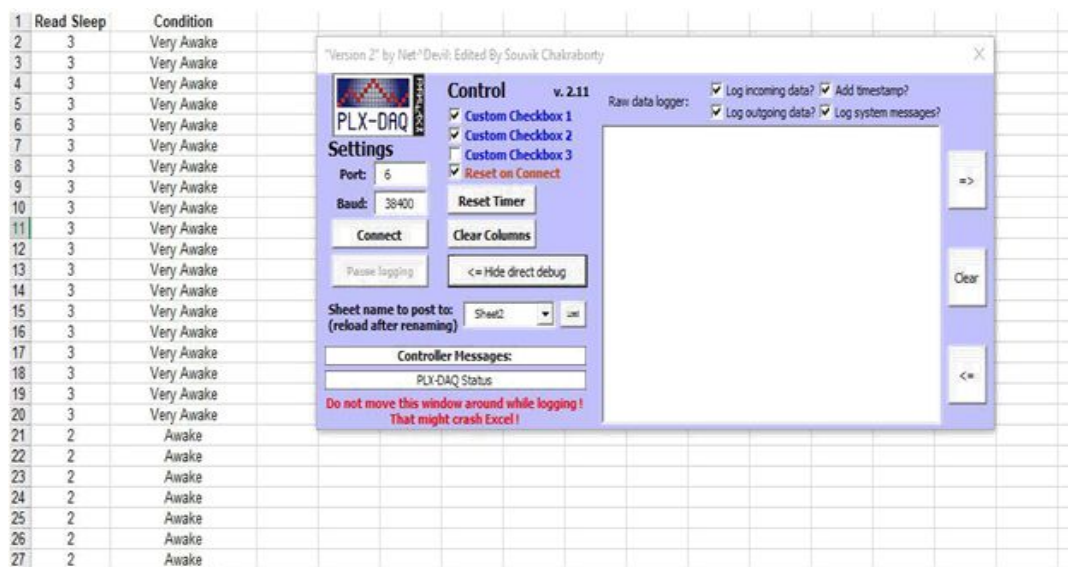 1 Read Sleep Condition
2 3 Very Awake
3 3 Very Awake
4 3 Very Awake
5 3 Very Awake
6 3 Very Awake
7 3 Very Awake
8 3 Very Awake
9 3 Very Awake
10 3 Very Awake
11 3 Very Awake
12 3 Very Awake
13 3 Very Awake
14 3 Very Awake
15 3 Very Awake
16 3 Very Awake
17 3 Very Awake
18 3 Very Awake
19 3 Very Awake
20 3 Very Awake
21 2 Awake
22 2 Awake
23 2 Awake
24 2 Awake
25 2 Awake
26 2 Awake
27 2 Awake
"Version 2" by Net^Devil: Edited By Souvik Chakraborty X
PLX-DAQ
PARALLAX
Control v. 2.11
Custom Checkbox 1
Custom Checkbox 2
Custom Checkbox 3
Reset on Connect
Settings
Port: 6
Baud: 38400
Reset Timer
Connect
Clear Columns
Pause logging
<= Hide direct debug
Sheet name to post to:
(reload after renaming)
Sheet2
Controller Messages:
PLX-DAQ Status
Do not move this window around while logging !
That might crash Excel !
Raw data logger:
Log incoming data? Add timestamp?
Log outgoing data? Log system messages?
=>
Clear
<=